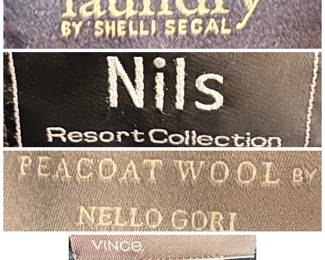 laundry
BY SHELLI SEGAL
Nils
Resort Collection
PEACOAT WOOL BY
NELLO GORI
VINCE.